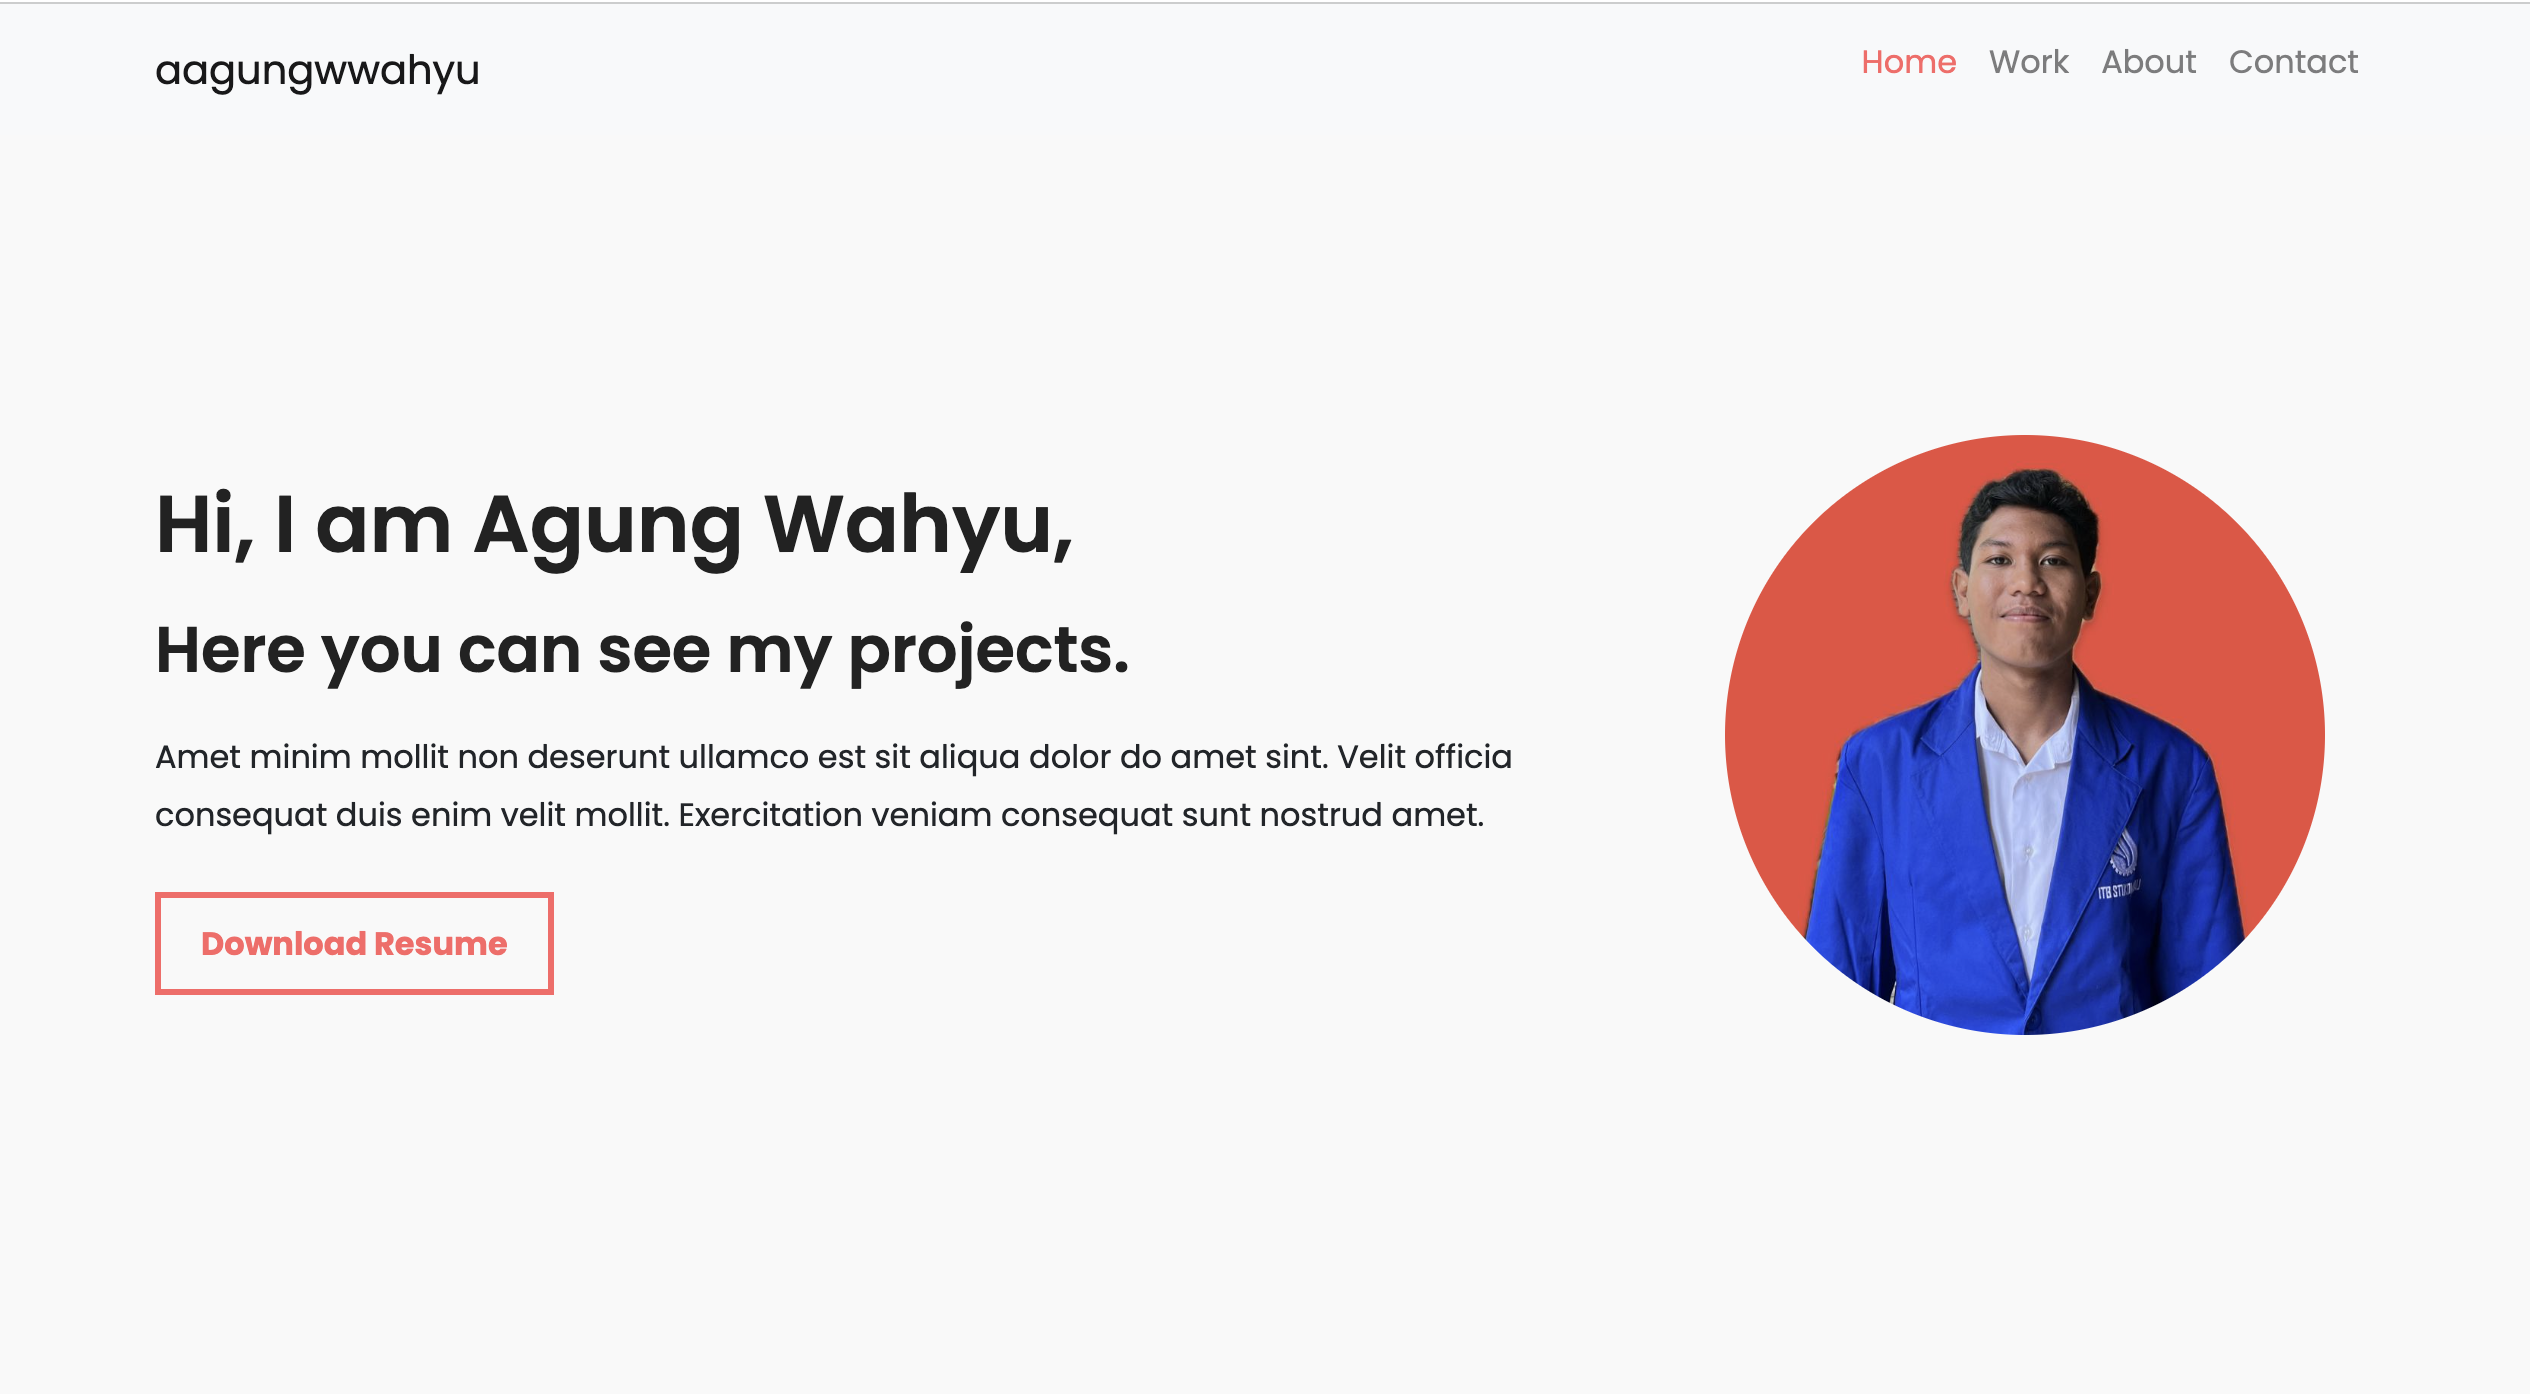 aagungwwahyu
Home Work About Contact
Hi, I am Agung Wahyu,
Here you can see my projects.
Amet minim mollit non deserunt ullamco est sit aliqua dolor do amet sint. Velit officia
consequat duis enim velit mollit. Exercitation veniam consequat sunt nostrud amet.
Download Resume
ITB